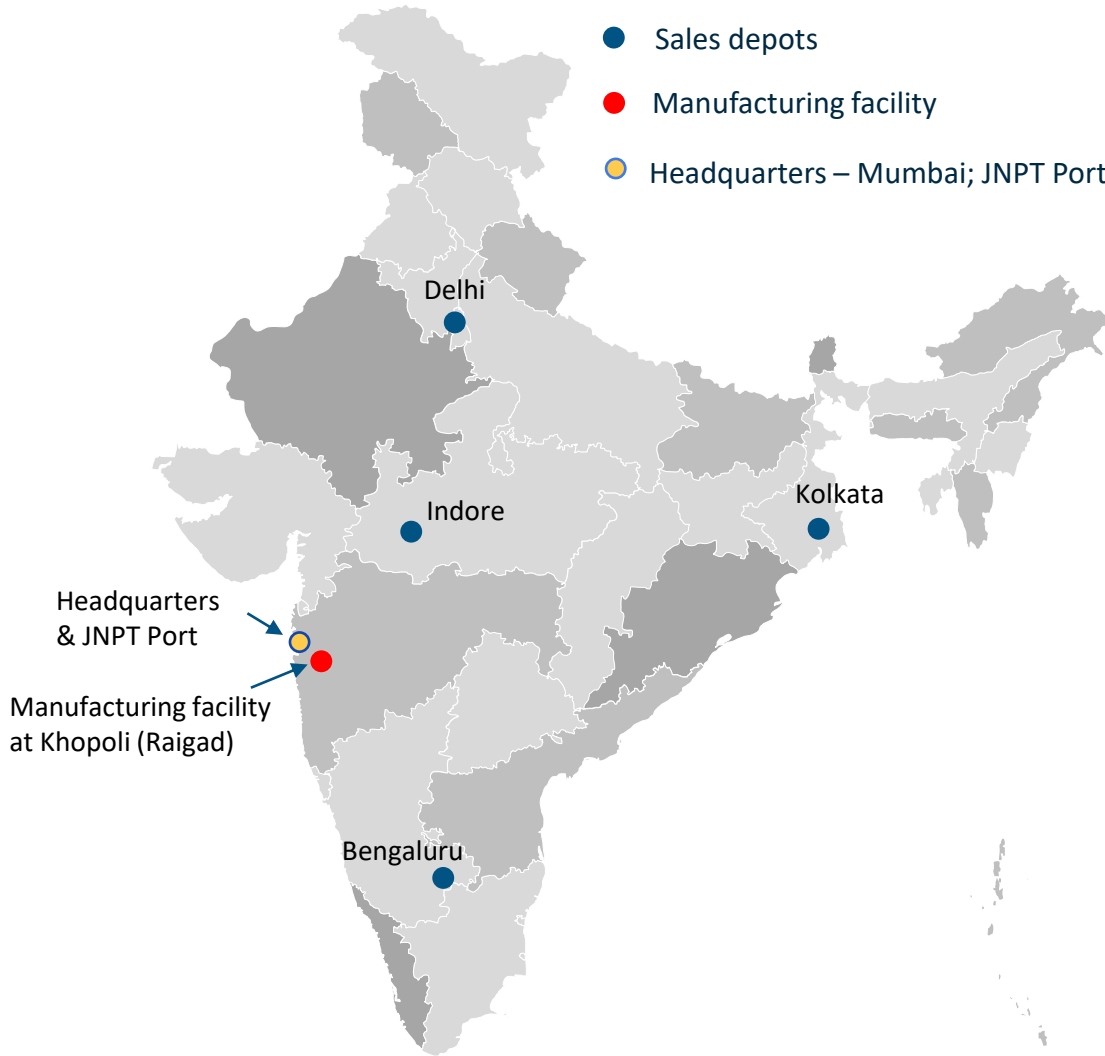 Sales depots
Manufacturing facility
Headquarters – Mumbai; JNPT Port
Delhi
Indore
Kolkata
Headquarters
& JNPT Port
Manufacturing facility
at Khopoli (Raigad)
Bengaluru